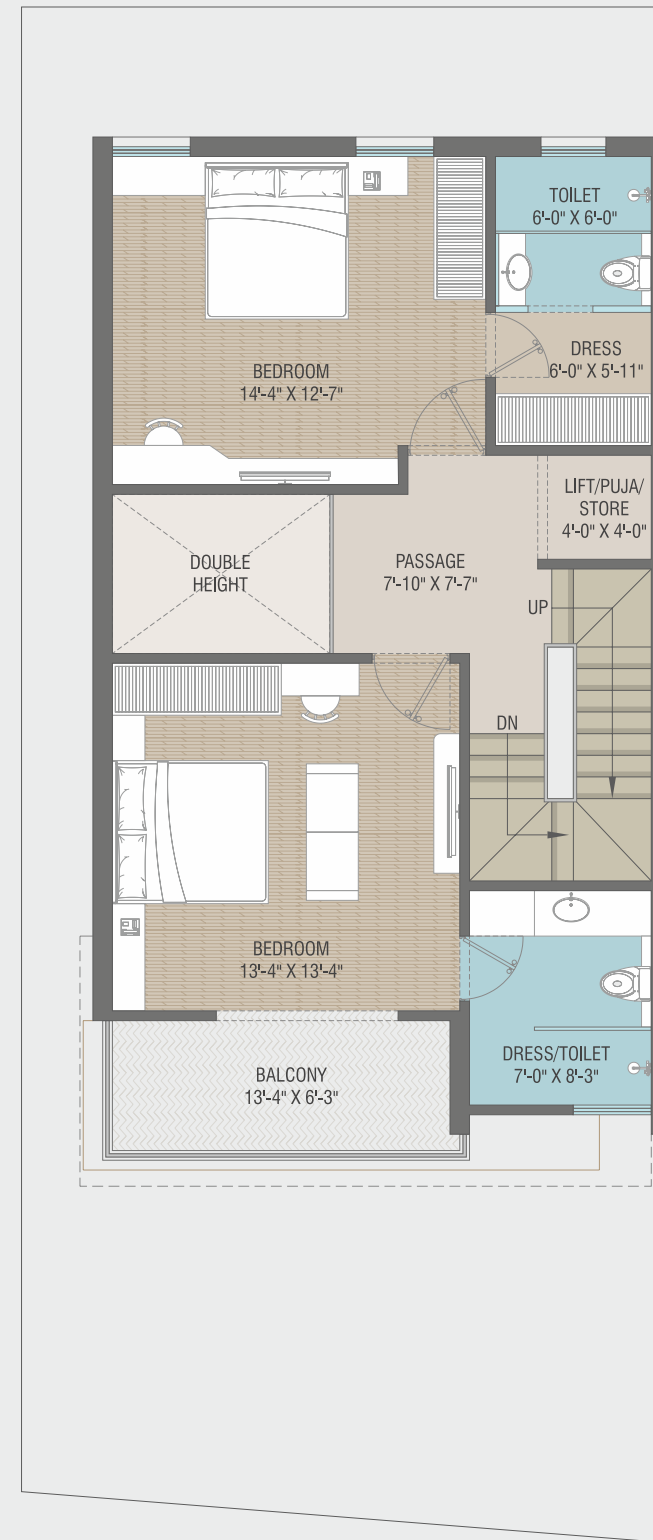 TOILET
6'-0" X 6'-0"
DRESS
6'-0" X 5'-11"
BEDROOM
14'-4" X 12'-7"
LIFT/PUJA/
STORE
4'-0" X 4'-0"
DOUBLE
HEIGHT
PASSAGE
7'-10" X 7'-7"
UP
DN
BEDROOM
13'-4" X 13'-4"
DRESS/TOILET
7'-0" X 8'-3"
BALCONY
13'-4" X 6'-3"